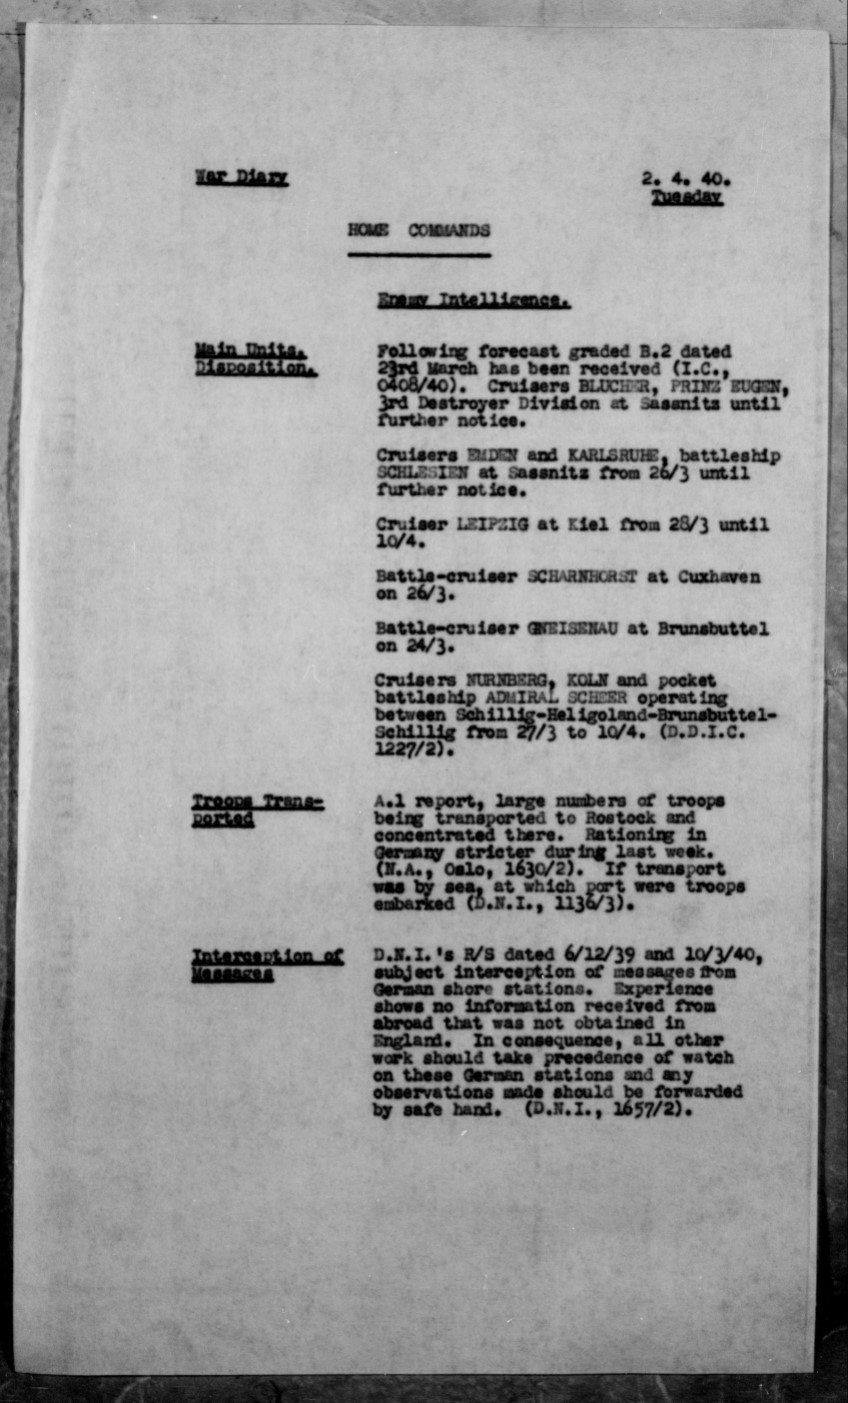 War Diary
2. 4. 40.
Tuesday
HOME COMMANDS
Enemy Intelligence.
Main Units.
Disposition.
Following forecast graded B.2 dated
23rd March has been received (I.C.,
0408/40). Cruisers BLUCHER, PRINZ EUGEN,
3rd Destroyer Division at Sassnitz until
further notice.
Cruisers EMDEN and KARLSRUHE, battleship
SCHLESIEN at Sassnitz from 26/3 until
further notice.
Cruiser LEIPZIG at Kiel from 28/3 until
10/4.
Battle-cruiser SCHARNHORST at Cuxhaven
on 26/3.
Battle-cruiser GNEISENAU at Brunsbuttel
on 24/3.
Cruisers NURNBERG, KOLN and pocket
battleship ADMIRAL SCHEER operating
between Schillig-Heligoland-Brunsbuttel-
Schillig from 27/3 to 10/4. (D.D.I.C.
1227/2).
Troops Trans-
ported
A.1 report, large numbers of troops
being transported to Rostock and
concentrated there. Rationing in
Germany stricter during last week.
(N.A., Oslo, 1630/2). If transport
was by sea, at which port were troops
embarked (D.N.I., 1136/3).
Interception of
Messages
D.N.I.'s R/S dated 6/12/39 and 10/3/40,
subject interception of messages from
German shore stations. Experience
shows no information received from
abroad that was not obtained in
England. In consequence, all other
work should take precedence of watch
on these German stations and any
observations made should be forwarded
by safe hand. (D.N.I., 1657/2).